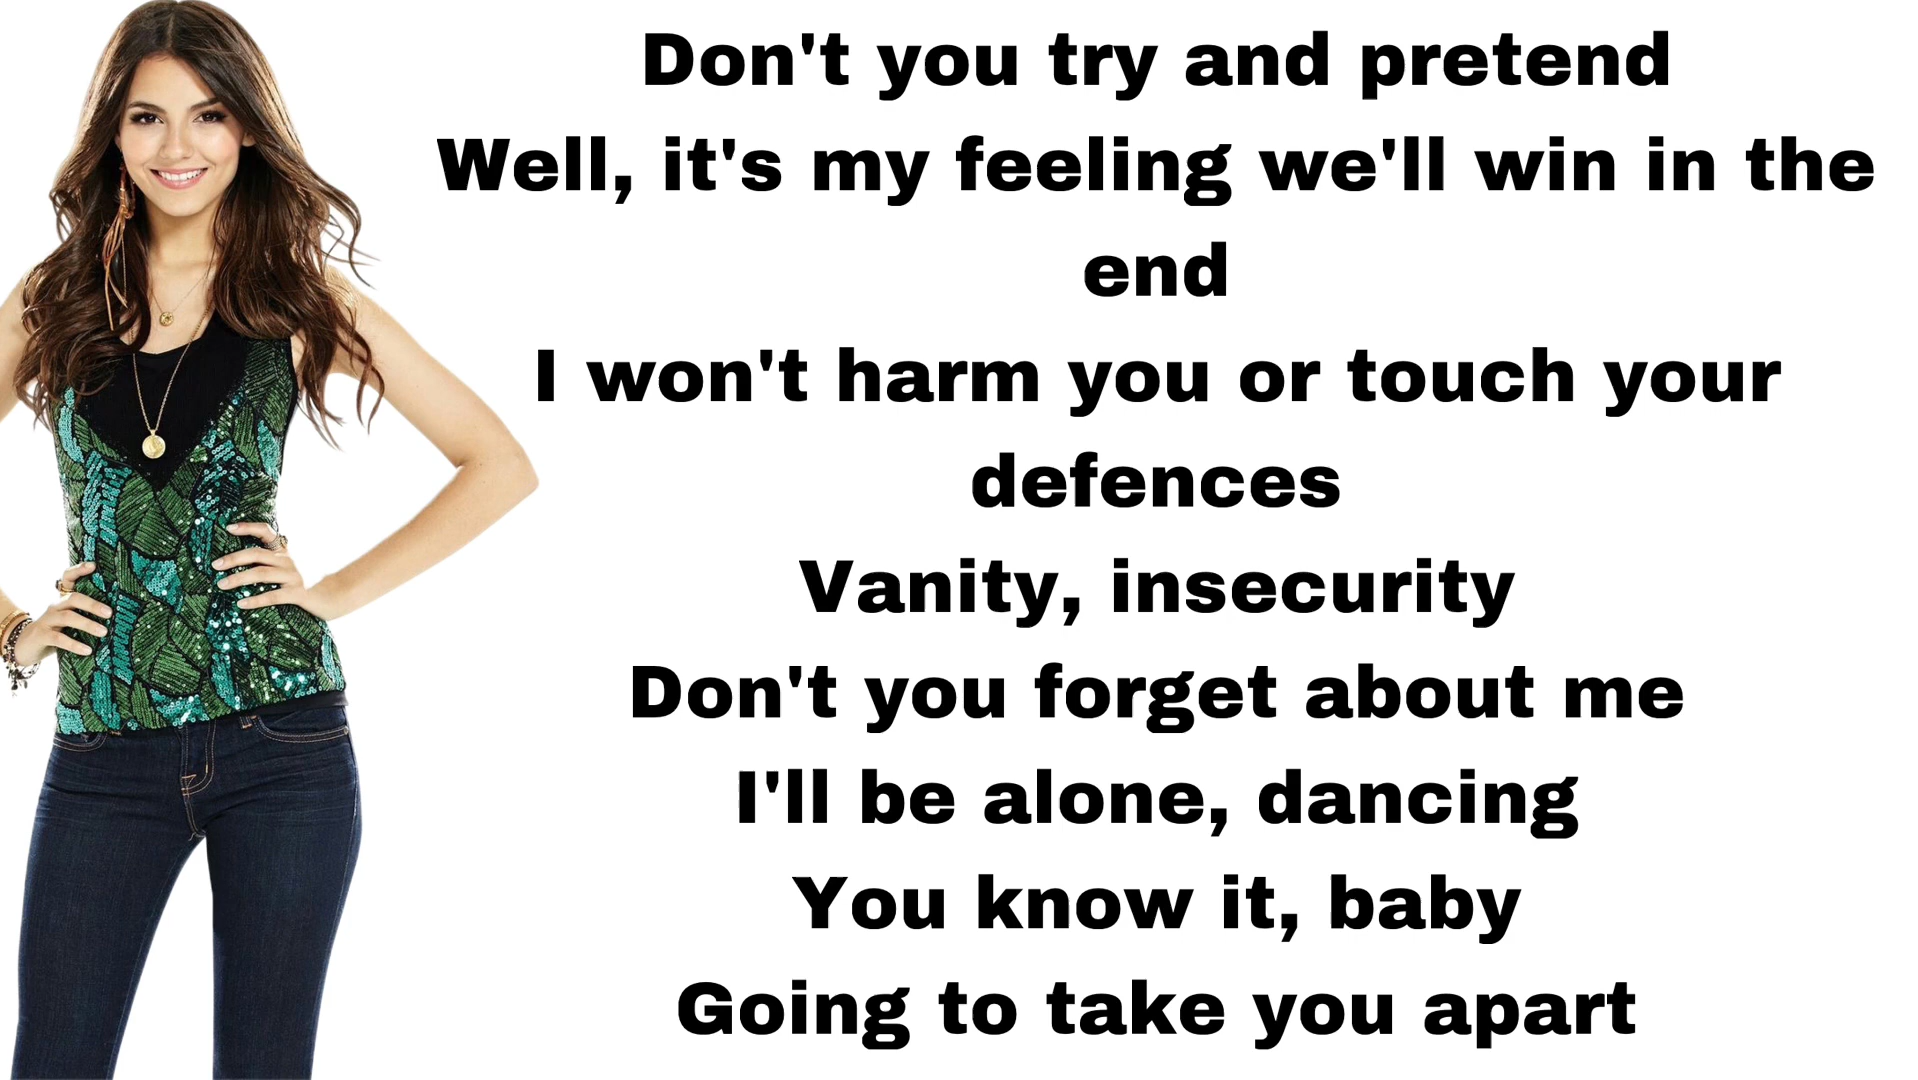 Don't you try and pretend
Well, it's my feeling we'll win in the
end
I won't harm you or touch your
defences
Vanity, insecurity
Don't you forget about me
I'll be alone, dancing
You know it, baby
Going to take you apart